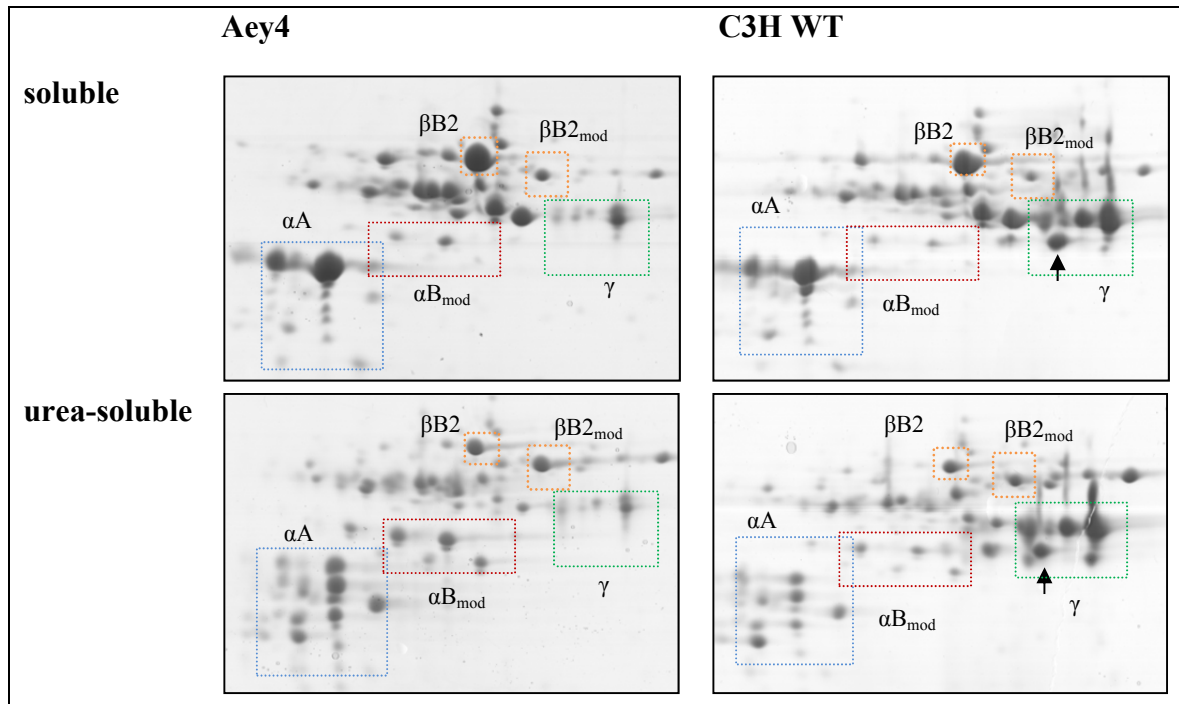 Aey4 C3H WT
soluble
βB2 βB2mod βB2 βB2mod
αA αA
αBmod γ αBmod γ
urea-soluble
βB2 βB2mod βB2 βB2mod
αA αA
αBmod γ αBmod γ